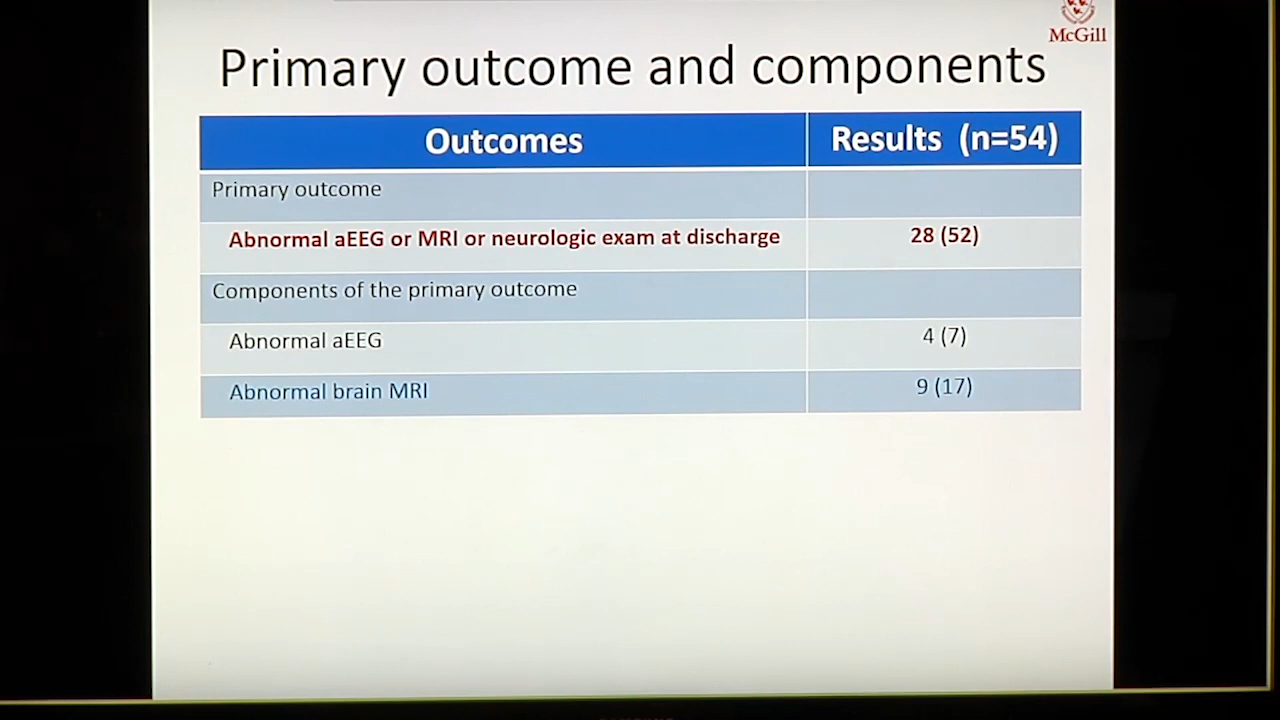 McGill
Primary outcome and components
Outcomes Results (n=54)
Primary outcome
Abnormal aEEG or MRI or neurologic exam at discharge 28 (52)
Components of the primary outcome
Abnormal aEEG 4 (7)
Abnormal brain MRI 9 (17)